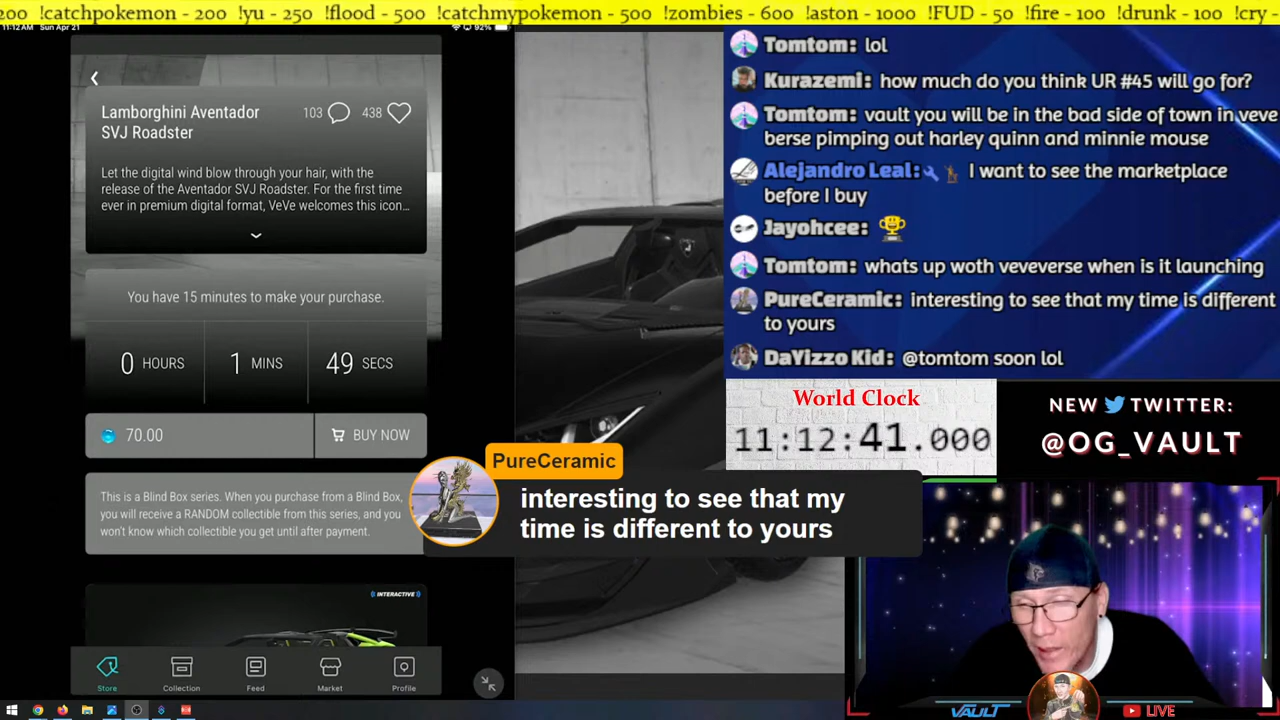 200 !catchpokemon - 200 !yu - 250 !flood - 500 !catchmypokemon - 500 !zombies - 600 !aston - 1000 !FUD - 50 !fire - 100 !drunk - 100 !cry -
11:12AM Sun Apr 21
92%
Lamborghini Aventador
SVJ Roadster
103
438
Let the digital wind blow through your hair, with
the release of the Aventador SVJ Roadster. For the first time
ever in premium digital format, VeVe welcomes this icon...
You have 15 minutes to make your purchase.
0 HOURS
1 MINS
49 SECS
70.00
BUY NOW
This is a Blind Box series. When you purchase from a Blind Box,
you will receive a RANDOM collectible from this series, and you
won't know which collectible you get until after payment.
INTERACTIVE
Store
Collection
Feed
Market
Profile
PureCeramic
interesting to see that my
time is different to yours
Tomtom: lol
Kurazemi: how much do you think UR #45 will go for?
Tomtom: vault you will be in the bad side of town in veve
berse pimping out harley quinn and minnie mouse
Alejandro Leal: I want to see the marketplace
before I buy
Jayohcee:
Tomtom: whats up woth veveverse when is it launching
PureCeramic: interesting to see that my time is different
to yours
DaYizzo Kid: @tomtom soon lol
World Clock
11:12:41.000
NEW TWITTER:
@OG_VAULT
VAULT
LIVE